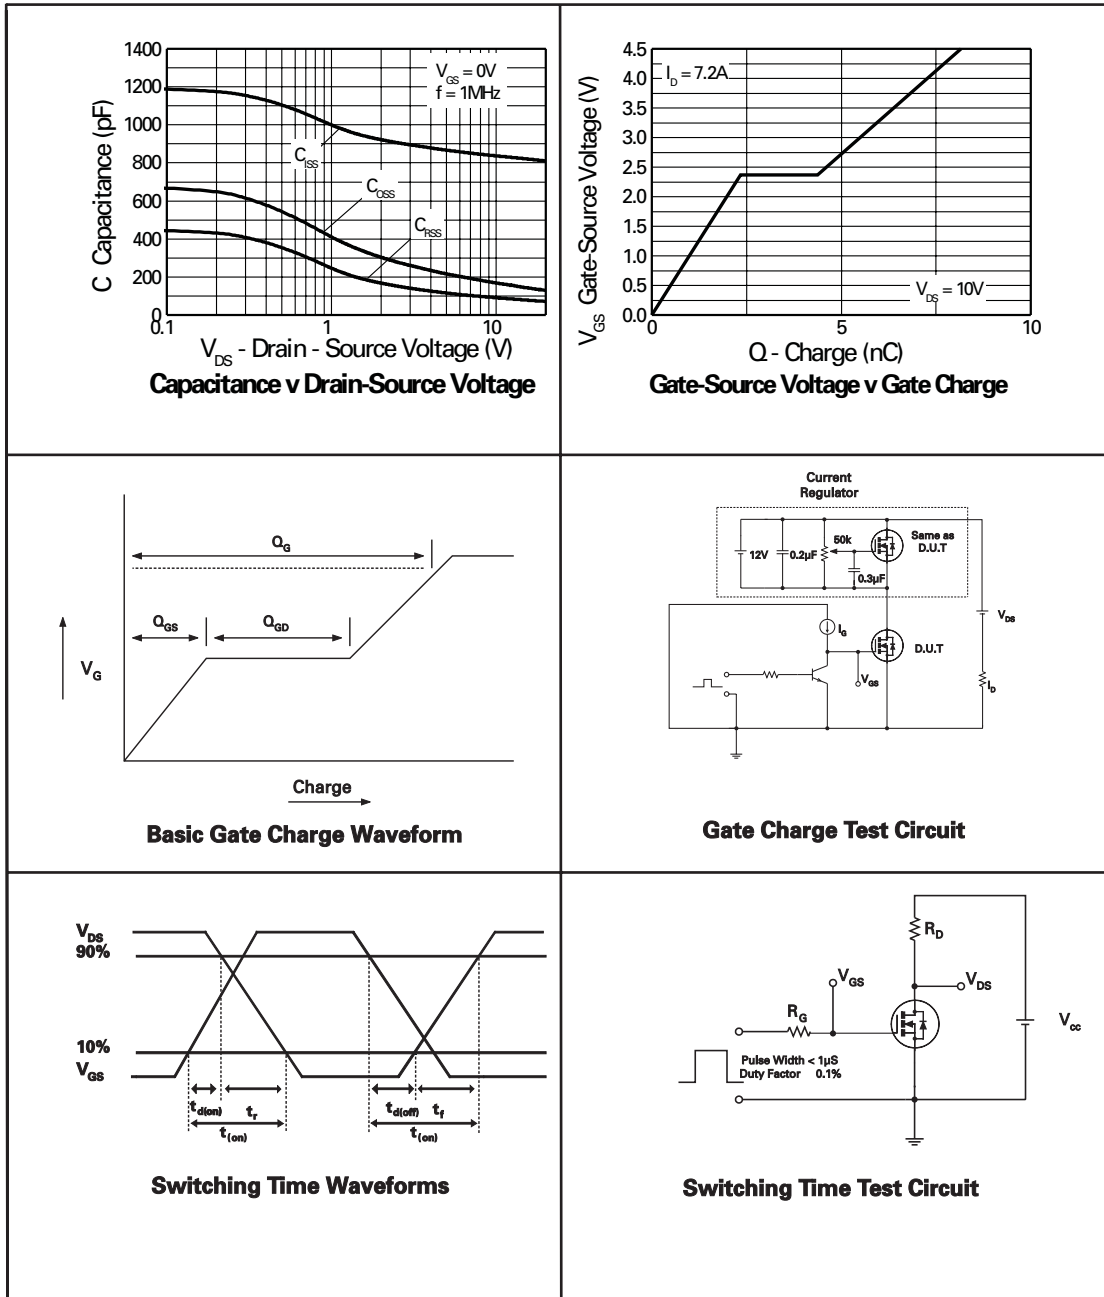 1400
1200
1000
800
600
400
200
0
C Capacitance (pF)
V_GS = 0V
f = 1MHz
C_ISS
C_OSS
C_RSS
0.1 1 10
V_DS - Drain - Source Voltage (V)
Capacitance v Drain-Source Voltage
4.5
4.0
3.5
3.0
2.5
2.0
1.5
1.0
0.5
0.0
V_GS Gate-Source Voltage (V)
I_D = 7.2A
V_DS = 10V
0 5 10
Q - Charge (nC)
Gate-Source Voltage v Gate Charge
Q_G
Q_GS Q_GD
V_G
Charge
Basic Gate Charge Waveform
Current
Regulator
12V 0.2µF 50k
0.3µF
Same as
D.U.T
I_G
V_DS
D.U.T
V_GS
I_D
Gate Charge Test Circuit
V_DS
90%
10%
V_GS
t_d(on) t_r t_d(off) t_f
t_(on) t_(on)
Switching Time Waveforms
R_D
V_GS V_DS
R_G
V_cc
Pulse Width < 1µS
Duty Factor 0.1%
Switching Time Test Circuit